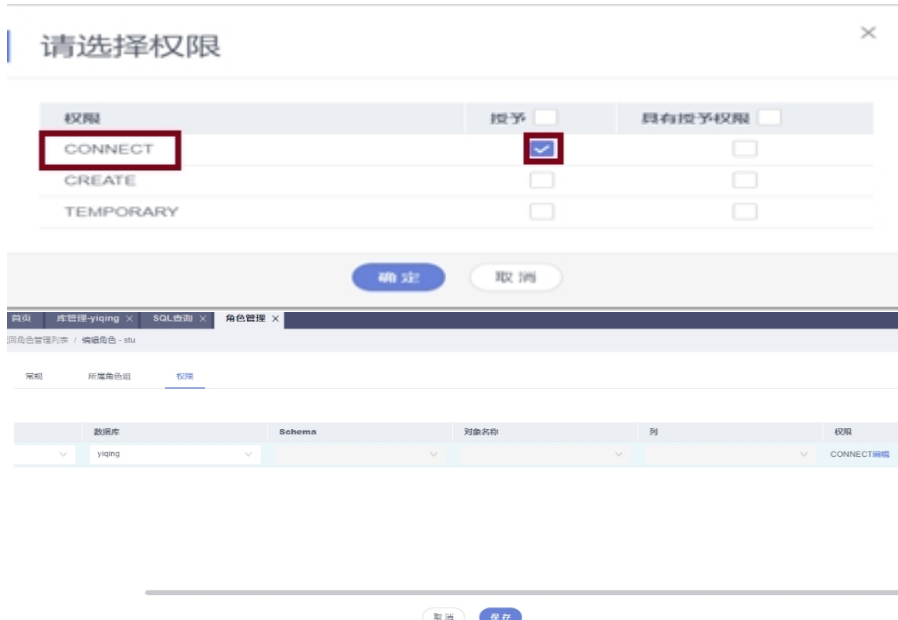 请选择权限
权限 授予 具有授予权限
CONNECT
CREATE
TEMPORARY
确定 取消
首页 库管理-yiqing SQL查询 角色管理
回角色管理列表 / 编辑角色 - stu
常规 所属角色组 权限
数据库 Schema 对象名称 列 权限
yiqing CONNECT编辑
取消 保存